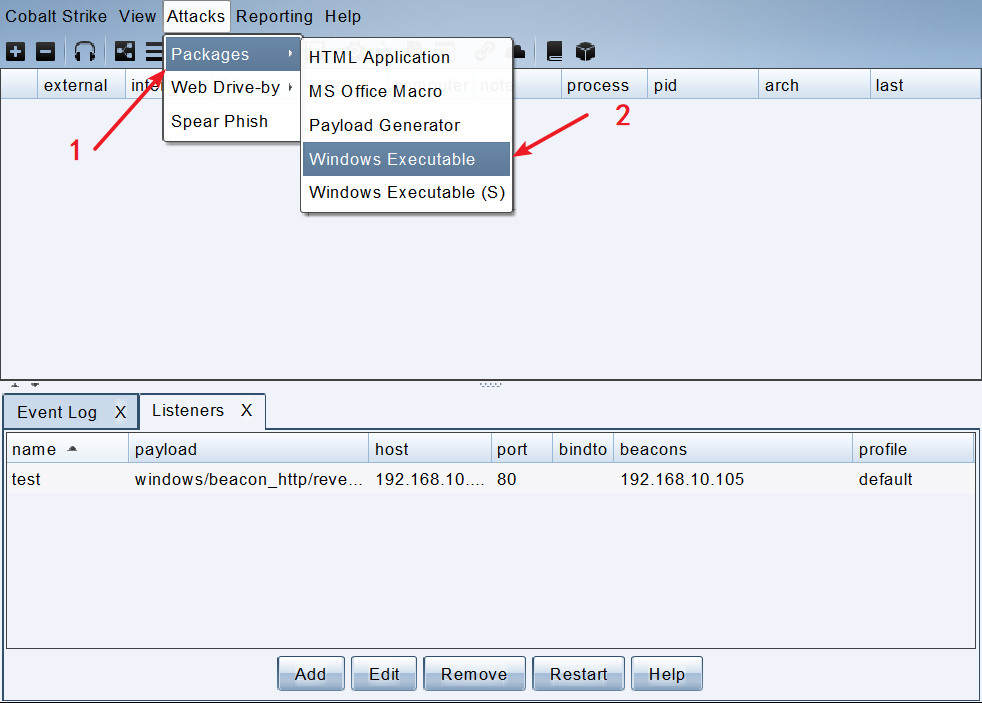 Cobalt Strike View Attacks Reporting Help
Packages
Web Drive-by
Spear Phish
HTML Application
MS Office Macro
Payload Generator
Windows Executable
Windows Executable (S)
1
2
external process pid arch last
Event Log X Listeners X
name payload host port bindto beacons profile
test windows/beacon_http/reve... 192.168.10.... 80 192.168.10.105 default
Add Edit Remove Restart Help